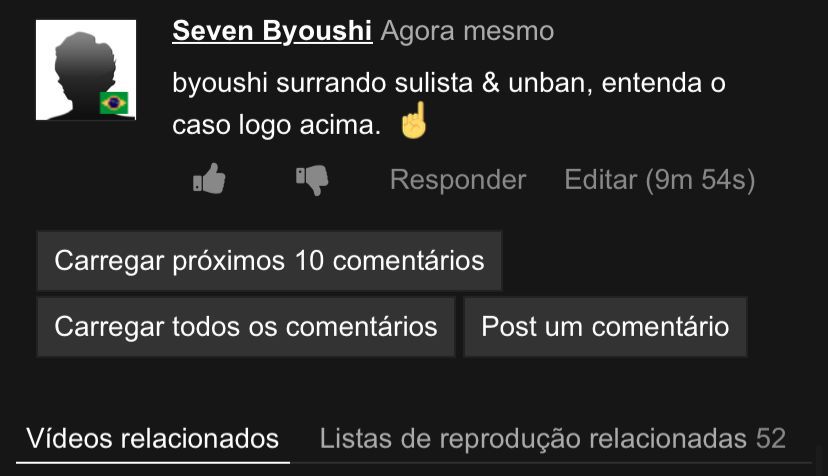 Seven Byoushi Agora mesmo
byoushi surrando sulista & unban, entenda o
caso logo acima. ☝
Responder Editar (9m 54s)
Carregar próximos 10 comentários
Carregar todos os comentários Post um comentário
Vídeos relacionados Listas de reprodução relacionadas 52